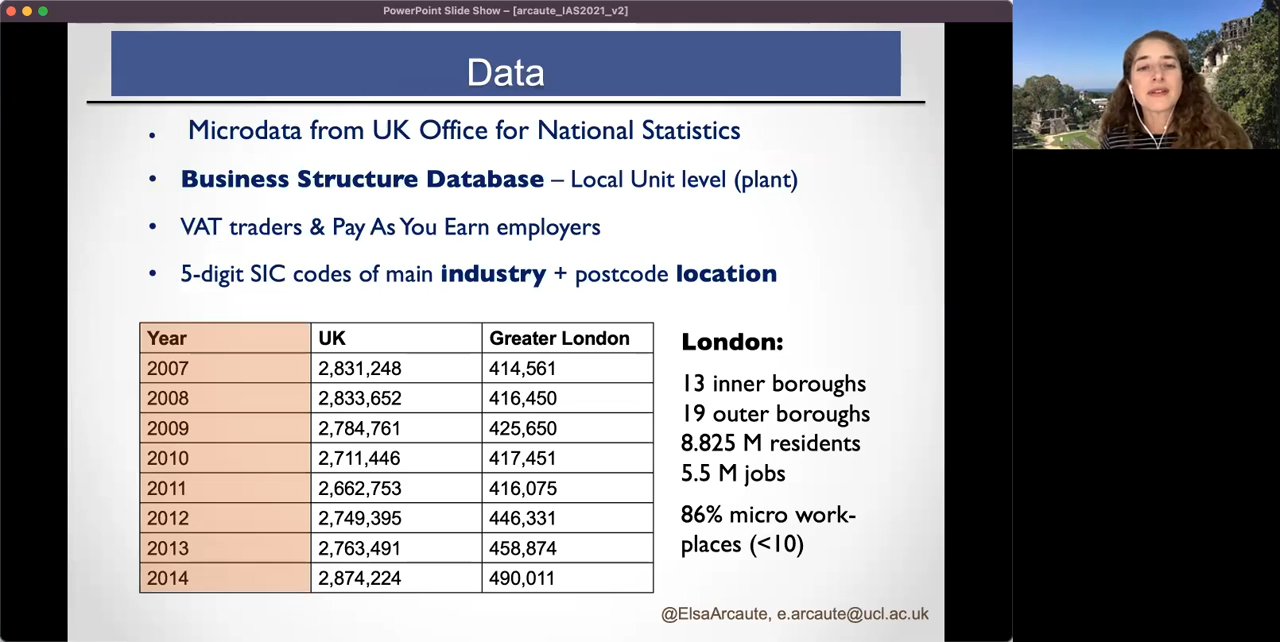 PowerPoint Slide Show – [arcaute_IAS2021_v2]
Data
• Microdata from UK Office for National Statistics
• Business Structure Database – Local Unit level (plant)
• VAT traders & Pay As You Earn employers
• 5-digit SIC codes of main industry + postcode location
Year UK Greater London
2007 2,831,248 414,561
2008 2,833,652 416,450
2009 2,784,761 425,650
2010 2,711,446 417,451
2011 2,662,753 416,075
2012 2,749,395 446,331
2013 2,763,491 458,874
2014 2,874,224 490,011
London:
13 inner boroughs
19 outer boroughs
8.825 M residents
5.5 M jobs
86% micro work-
places (<10)
@ElsaArcaute, e.arcaute@ucl.ac.uk